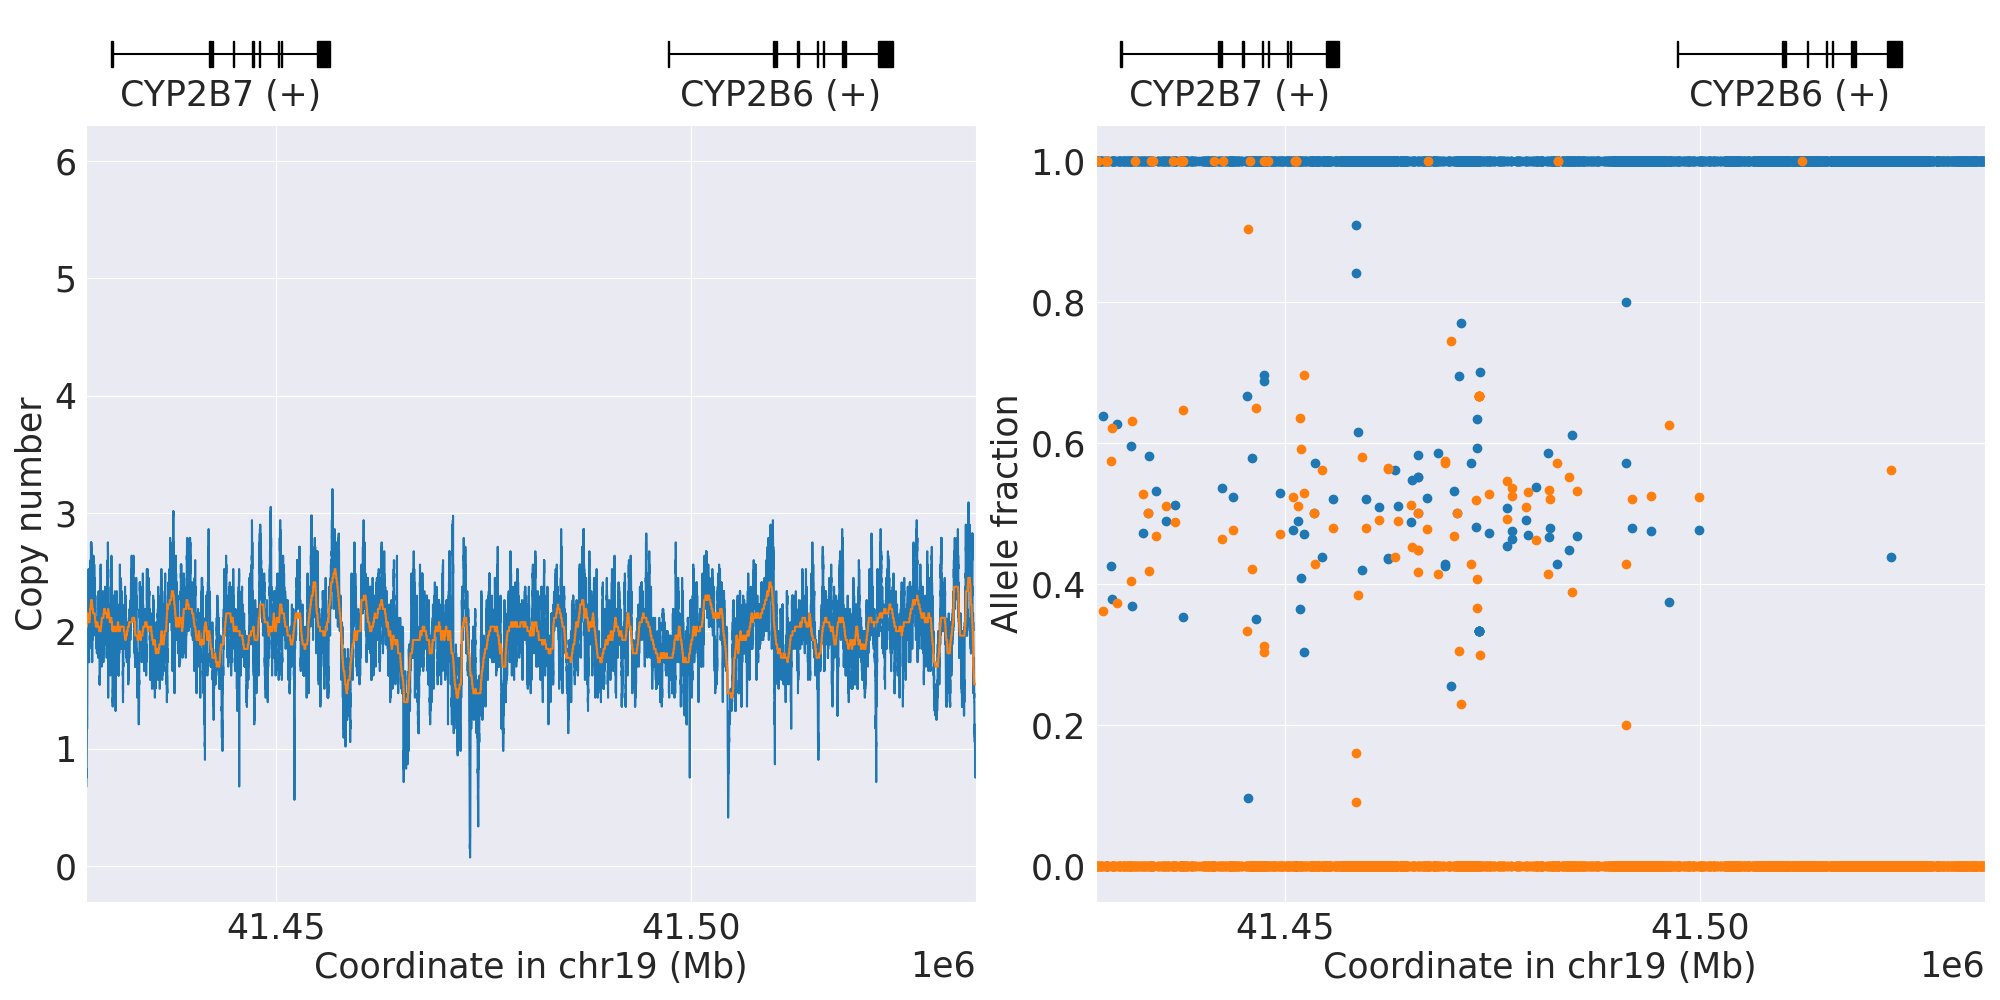 CYP2B7 (+)
CYP2B6 (+)
6
5
4
3
2
1
0
Copy number
41.45
41.50
Coordinate in chr19 (Mb)
1e6
CYP2B7 (+)
CYP2B6 (+)
1.0
0.8
0.6
0.4
0.2
0.0
Allele fraction
41.45
41.50
Coordinate in chr19 (Mb)
1e6